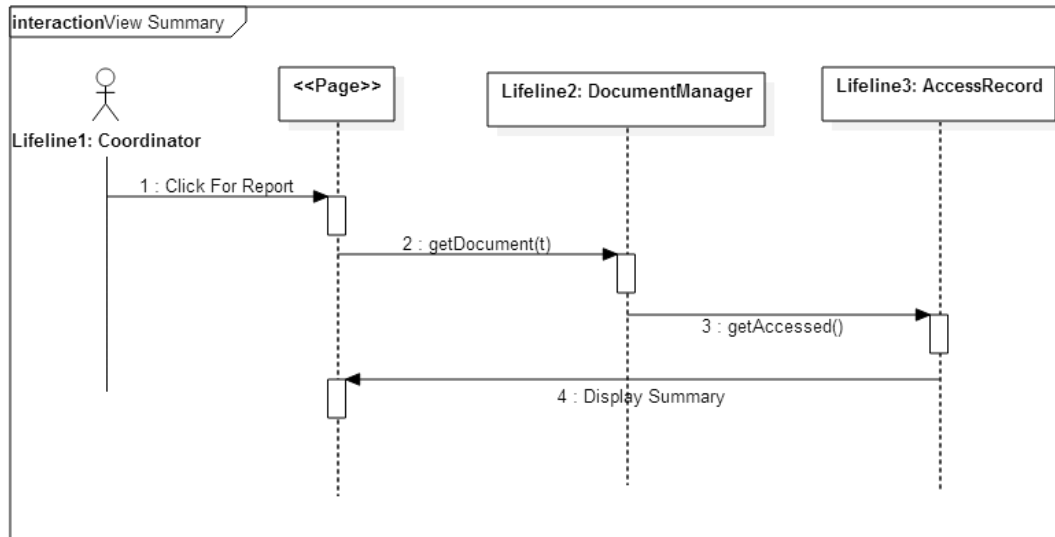 interactionView Summary
<<Page>>
Lifeline2: DocumentManager
Lifeline3: AccessRecord
Lifeline1: Coordinator
1 : Click For Report
2 : getDocument(t)
3 : getAccessed()
4 : Display Summary